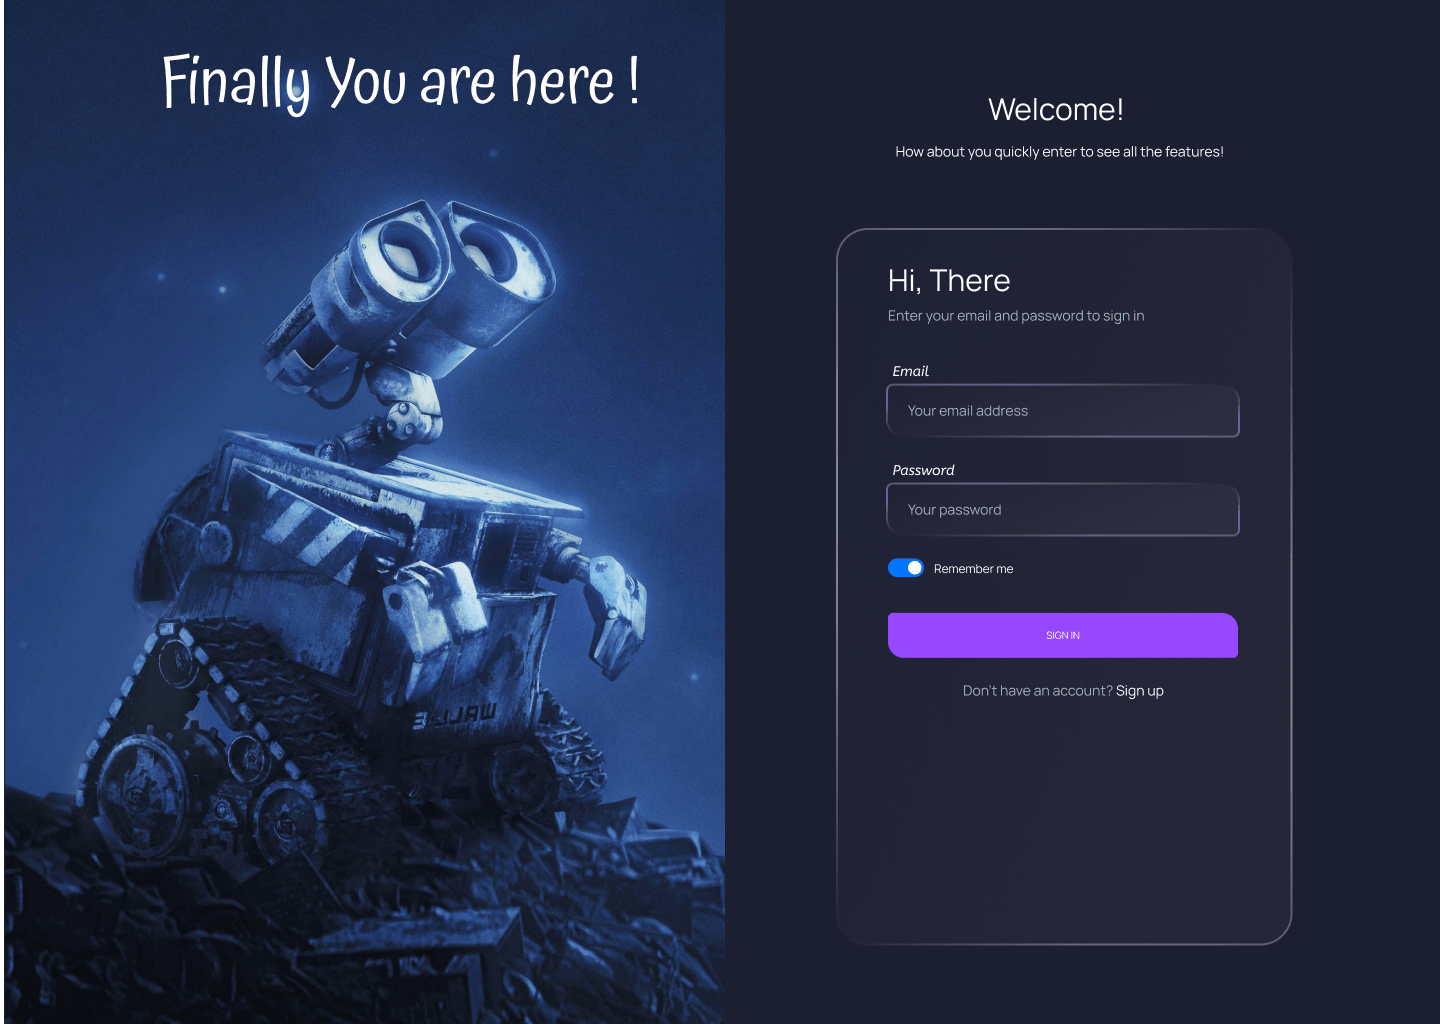 Finally You are here !
Welcome!
How about you quickly enter to see all the features!
Hi, There
Enter your email and password to sign in
Email
Your email address
Password
Your password
Remember me
SIGN IN
Don't have an account? Sign up